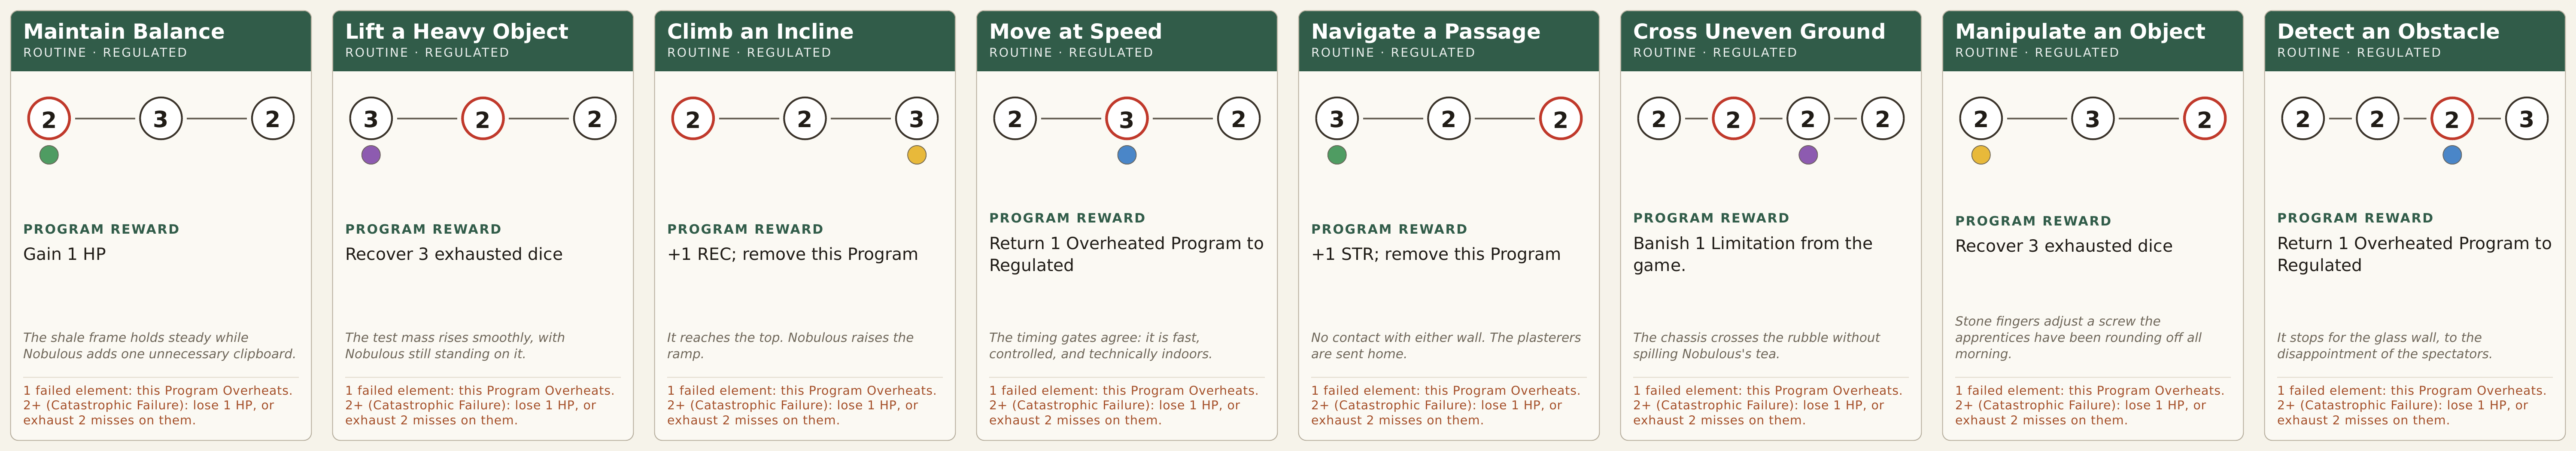 Maintain Balance
ROUTINE · REGULATED
2 3 2
PROGRAM REWARD
Gain 1 HP
The shale frame holds steady while
Nobulous adds one unnecessary clipboard.
1 failed element: this Program Overheats.
2+ (Catastrophic Failure): lose 1 HP, or
exhaust 2 misses on them.
Lift a Heavy Object
ROUTINE · REGULATED
3 2 2
PROGRAM REWARD
Recover 3 exhausted dice
The test mass rises smoothly, with
Nobulous still standing on it.
1 failed element: this Program Overheats.
2+ (Catastrophic Failure): lose 1 HP, or
exhaust 2 misses on them.
Climb an Incline
ROUTINE · REGULATED
2 2 3
PROGRAM REWARD
+1 REC; remove this Program
It reaches the top. Nobulous raises the
ramp.
1 failed element: this Program Overheats.
2+ (Catastrophic Failure): lose 1 HP, or
exhaust 2 misses on them.
Move at Speed
ROUTINE · REGULATED
2 3 2
PROGRAM REWARD
Return 1 Overheated Program to
Regulated
The timing gates agree: it is fast,
controlled, and technically indoors.
1 failed element: this Program Overheats.
2+ (Catastrophic Failure): lose 1 HP, or
exhaust 2 misses on them.
Navigate a Passage
ROUTINE · REGULATED
3 2 2
PROGRAM REWARD
+1 STR; remove this Program
No contact with either wall. The plasterers
are sent home.
1 failed element: this Program Overheats.
2+ (Catastrophic Failure): lose 1 HP, or
exhaust 2 misses on them.
Cross Uneven Ground
ROUTINE · REGULATED
2 2 2 2
PROGRAM REWARD
Banish 1 Limitation from the
game.
The chassis crosses the rubble without
spilling Nobulous's tea.
1 failed element: this Program Overheats.
2+ (Catastrophic Failure): lose 1 HP, or
exhaust 2 misses on them.
Manipulate an Object
ROUTINE · REGULATED
2 3 2
PROGRAM REWARD
Recover 3 exhausted dice
Stone fingers adjust a screw the
apprentices have been rounding off all
morning.
1 failed element: this Program Overheats.
2+ (Catastrophic Failure): lose 1 HP, or
exhaust 2 misses on them.
Detect an Obstacle
ROUTINE · REGULATED
2 2 2 3
PROGRAM REWARD
Return 1 Overheated Program to
Regulated
It stops for the glass wall, to the
disappointment of the spectators.
1 failed element: this Program Overheats.
2+ (Catastrophic Failure): lose 1 HP, or
exhaust 2 misses on them.